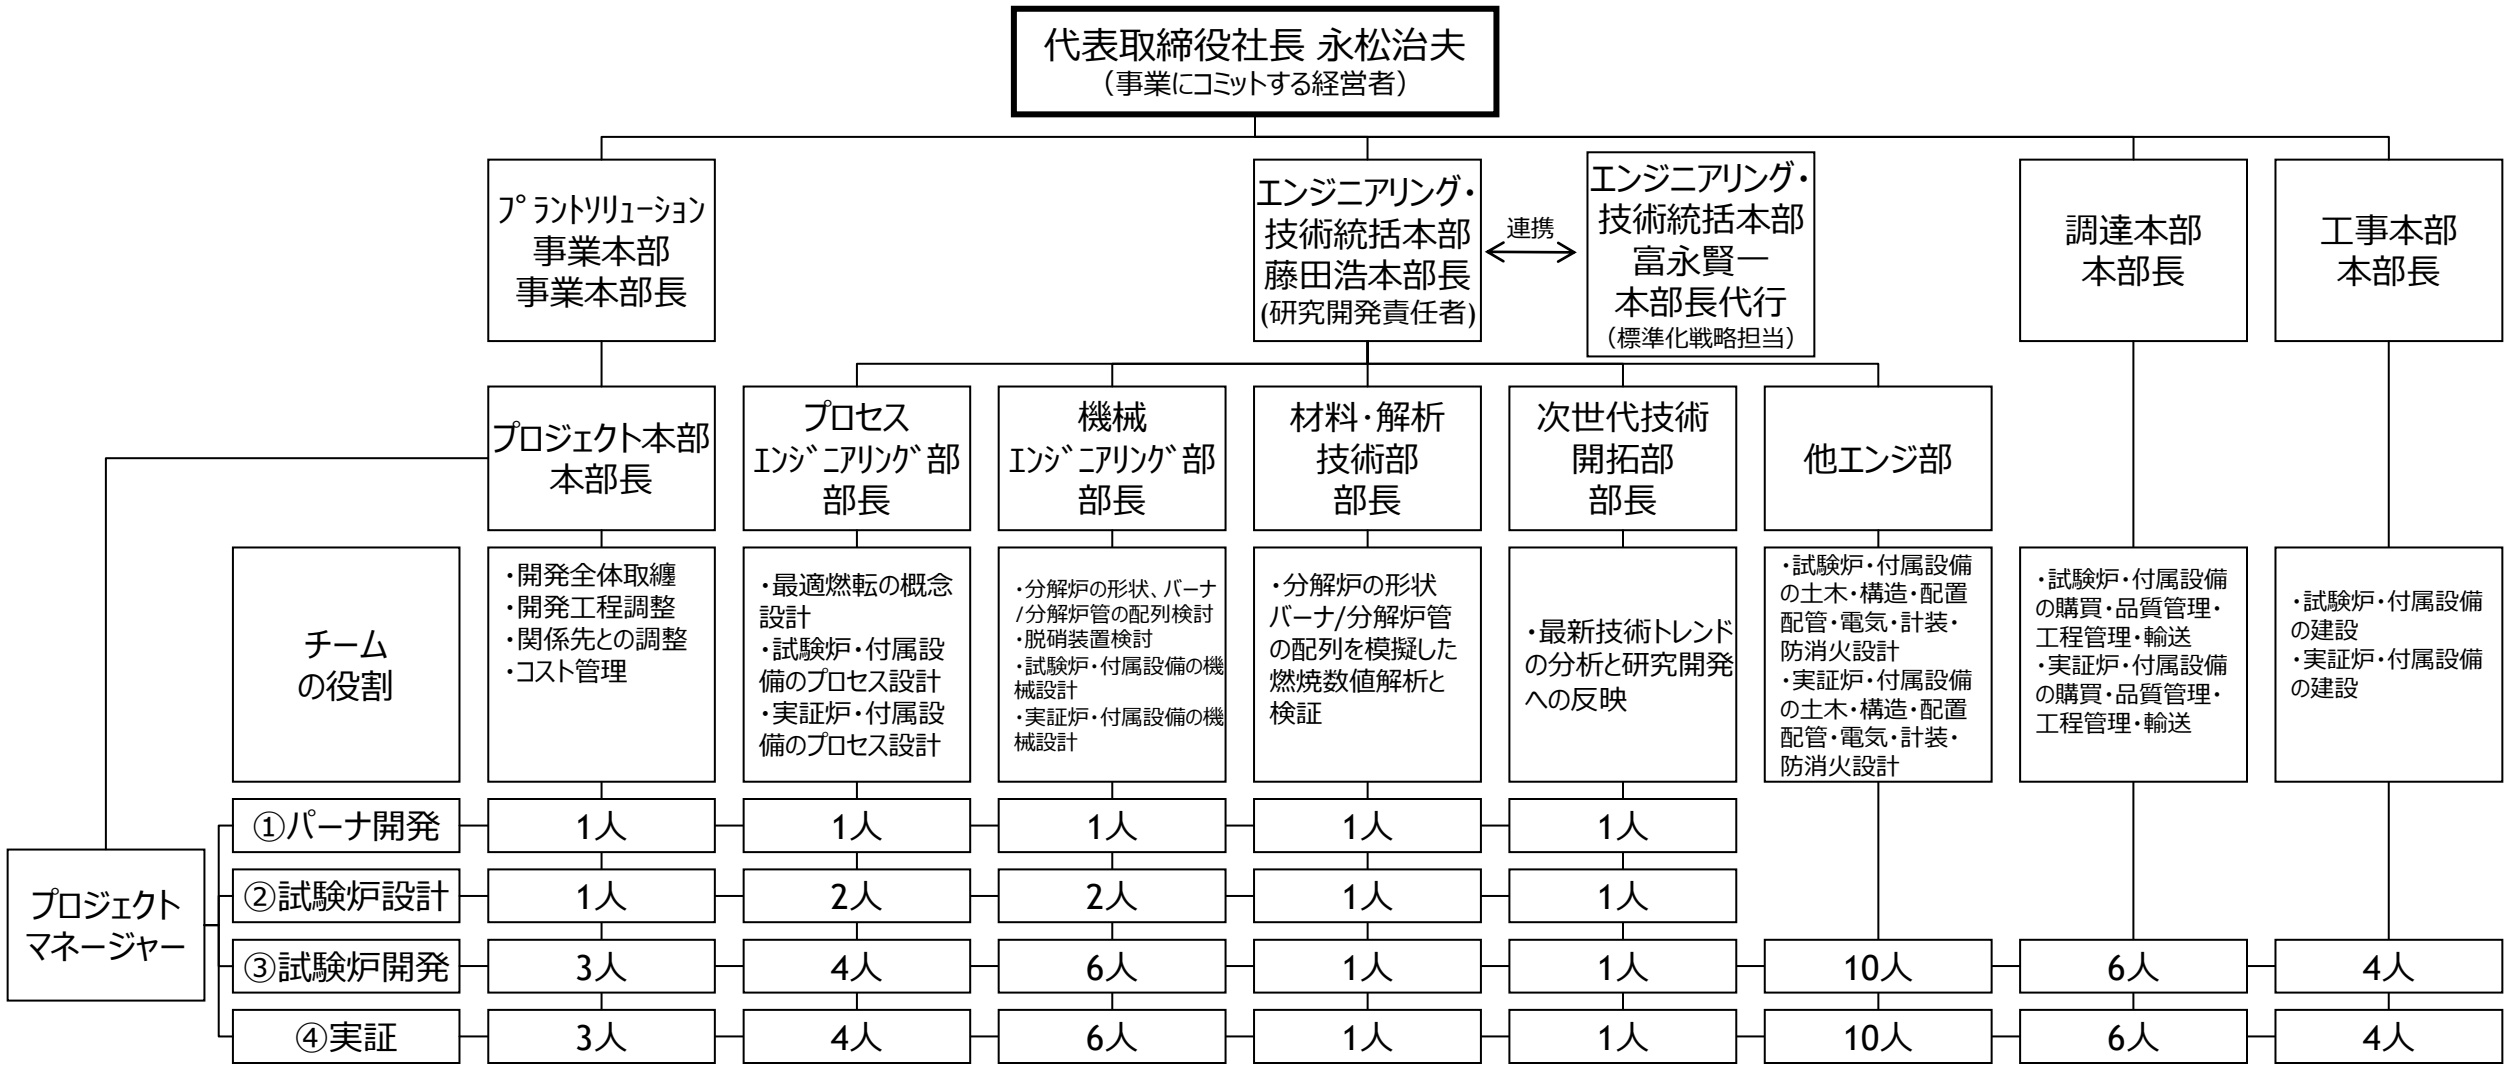 代表取締役社長 永松治夫
（事業にコミットする経営者）
プラントソリューション
事業本部
事業本部長
エンジニアリング・
技術統括本部
藤田浩本部長
(研究開発責任者)
連携
エンジニアリング・
技術統括本部
富永賢一
本部長代行
（標準化戦略担当）
調達本部
本部長
工事本部
本部長
プロジェクト本部
本部長
プロセス
エンジニアリング部
部長
機械
エンジニアリング部
部長
材料・解析
技術部
部長
次世代技術
開拓部
部長
他エンジ部
チーム
の役割
・開発全体取纏
・開発工程調整
・関係先との調整
・コスト管理
・最適燃転の概念
設計
・試験炉・付属設
備のプロセス設計
・実証炉・付属設
備のプロセス設計
・分解炉の形状、バーナ
/分解炉管の配列検討
・脱硝装置検討
・試験炉・付属設備の機
械設計
・実証炉・付属設備の機
械設計
・分解炉の形状
バーナ/分解炉管
の配列を模擬した
燃焼数値解析と
検証
・最新技術トレンド
の分析と研究開発
への反映
・試験炉・付属設備
の土木・構造・配置
配管・電気・計装・
防消火設計
・実証炉・付属設備
の土木・構造・配置
配管・電気・計装・
防消火設計
・試験炉・付属設備
の購買・品質管理・
工程管理・輸送
・実証炉・付属設備
の購買・品質管理・
工程管理・輸送
・試験炉・付属設備
の建設
・実証炉・付属設備
の建設
プロジェクト
マネージャー
①バーナ開発
1人
1人
1人
1人
1人
②試験炉設計
1人
2人
2人
1人
1人
③試験炉開発
3人
4人
6人
1人
1人
10人
6人
4人
④実証
3人
4人
6人
1人
1人
10人
6人
4人